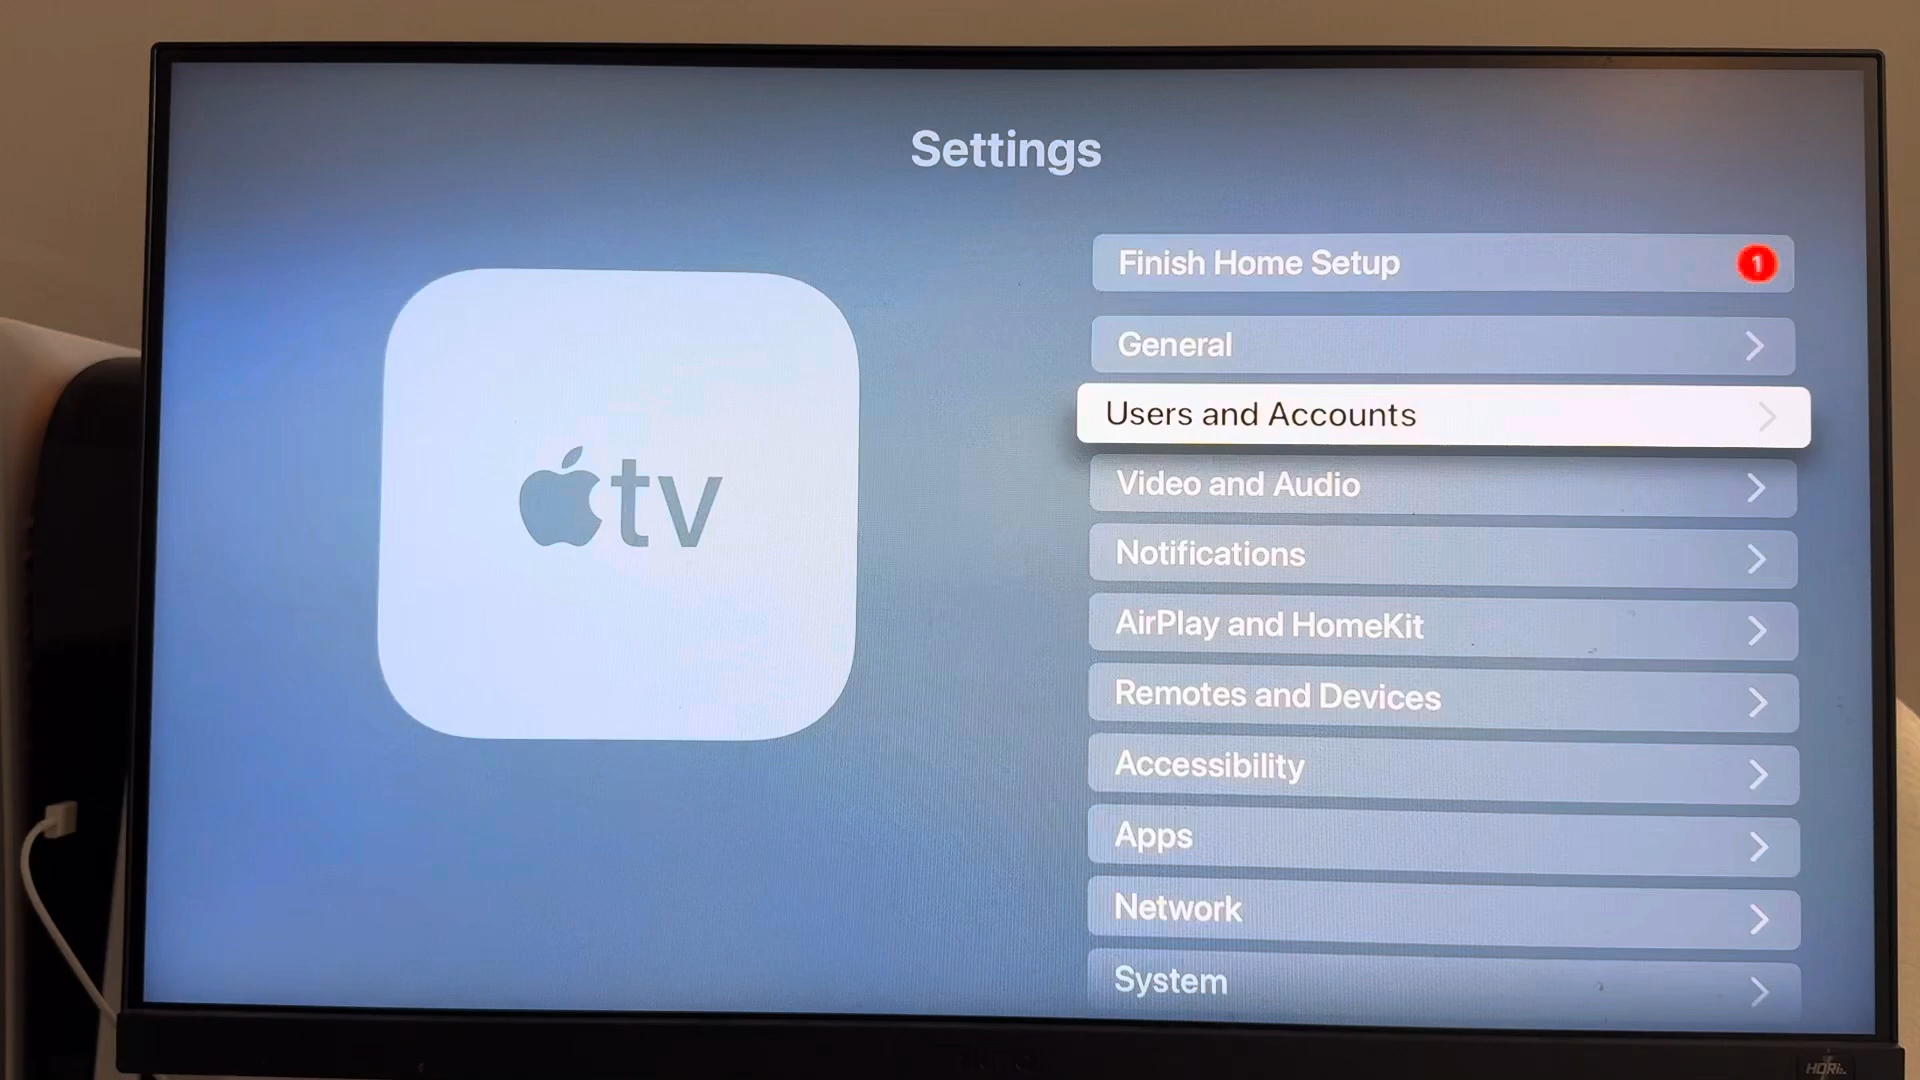 Settings
Finish Home Setup 1
General
Users and Accounts
Video and Audio
Notifications
AirPlay and HomeKit
Remotes and Devices
Accessibility
Apps
Network
System
tv